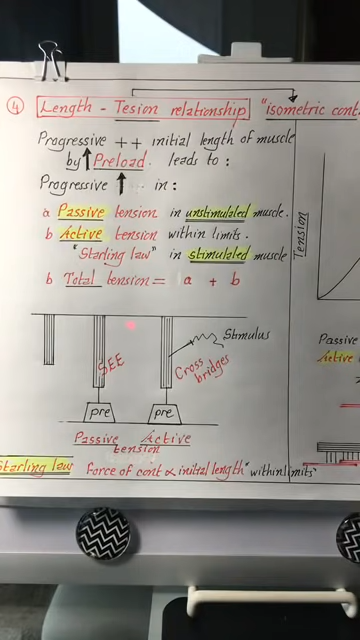 ④ Length - Tesion relationship "isometric cont.
Progressive ++ initial length of muscle
by ↑ Preload. leads to :
Progressive ↑ in :
a Passive tension in unstimulated muscle.
b Active tension within limits.
"Starling law" in stimulated muscle
b Total tension = a + b
Tension
SEE
Stimulus
Cross bridges
pre
pre
Passive Active
tension
Starling law Force of cont ∝ initial length "within limits"
Passive
Active